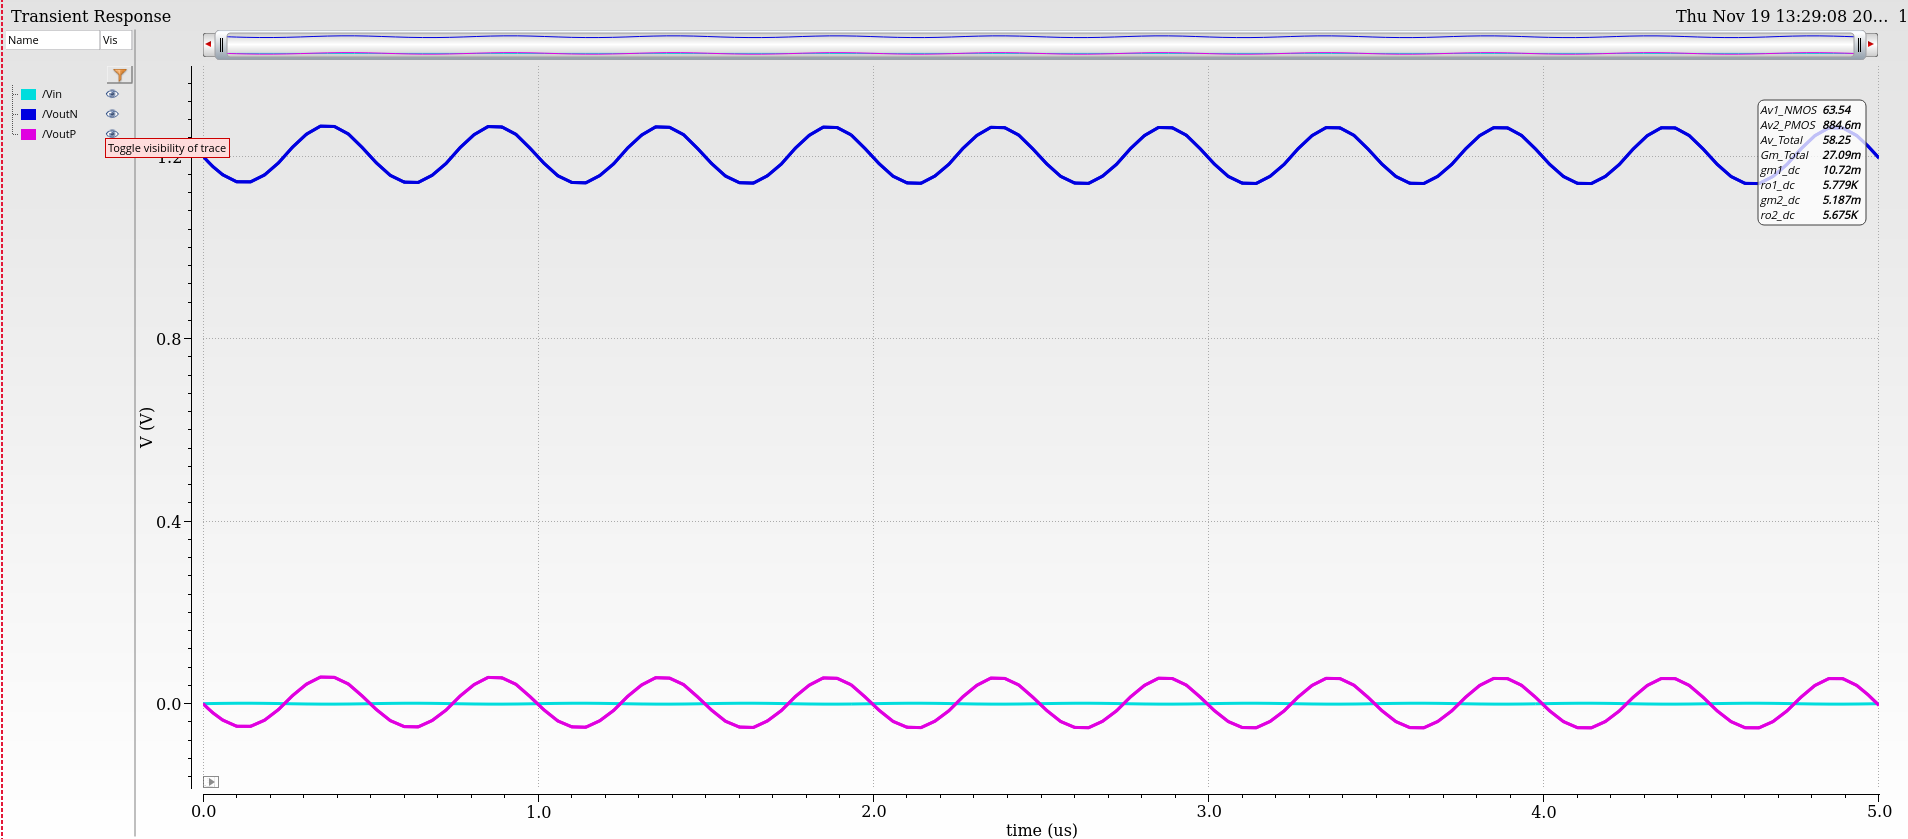 Transient Response
Thu Nov 19 13:29:08 20... 1
Name Vis
/Vin
/VoutN
/VoutP
Toggle visibility of trace
Av1_NMOS 63.54
Av2_PMOS 884.6m
Av_Total 58.25
Gm_Total 27.09m
gm1_dc 10.72m
ro1_dc 5.779K
gm2_dc 5.187m
ro2_dc 5.675K
1.2
0.8
0.4
0.0
V (V)
0.0 1.0 2.0 3.0 4.0 5.0
time (us)